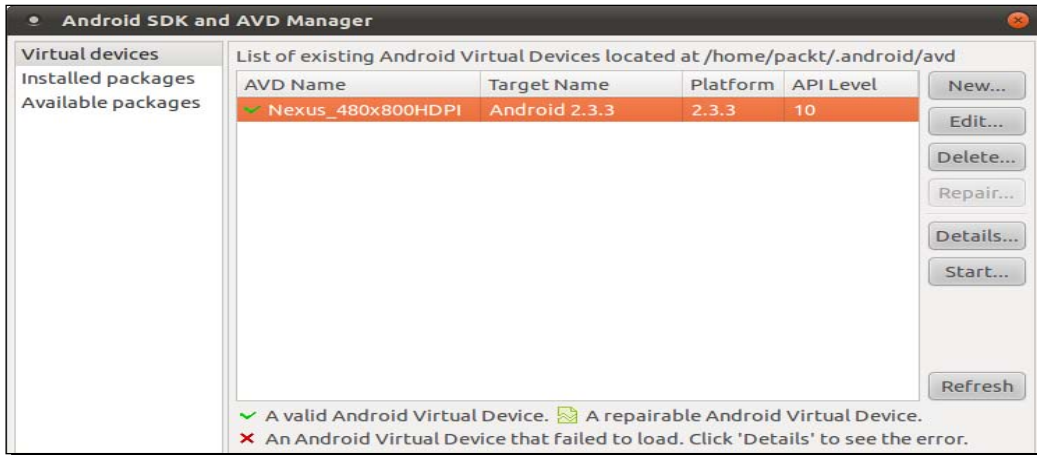 Android SDK and AVD Manager
Virtual devices
Installed packages
Available packages
List of existing Android Virtual Devices located at /home/packt/.android/avd
AVD Name Target Name Platform API Level
Nexus_480x800HDPI Android 2.3.3 2.3.3 10
New...
Edit...
Delete...
Repair...
Details...
Start...
Refresh
A valid Android Virtual Device. A repairable Android Virtual Device.
An Android Virtual Device that failed to load. Click 'Details' to see the error.